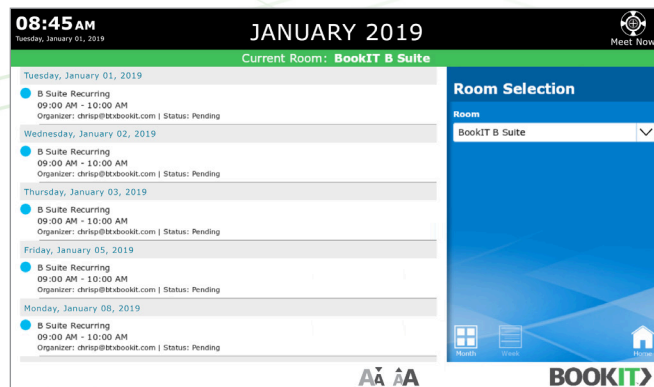 08:45 AM
Tuesday, January 01, 2019
JANUARY 2019
Meet Now
Current Room: BookIT B Suite
Tuesday, January 01, 2019
B Suite Recurring
09:00 AM - 10:00 AM
Organizer: chrisp@btxbookit.com | Status: Pending
Wednesday, January 02, 2019
B Suite Recurring
09:00 AM - 10:00 AM
Organizer: chrisp@btxbookit.com | Status: Pending
Thursday, January 03, 2019
B Suite Recurring
09:00 AM - 10:00 AM
Organizer: chrisp@btxbookit.com | Status: Pending
Friday, January 05, 2019
B Suite Recurring
09:00 AM - 10:00 AM
Organizer: chrisp@btxbookit.com | Status: Pending
Monday, January 08, 2019
B Suite Recurring
09:00 AM - 10:00 AM
Organizer: chrisp@btxbookit.com | Status: Pending
Room Selection
Room
BookIT B Suite
Month
Week
Home
AA AA
BOOKIT